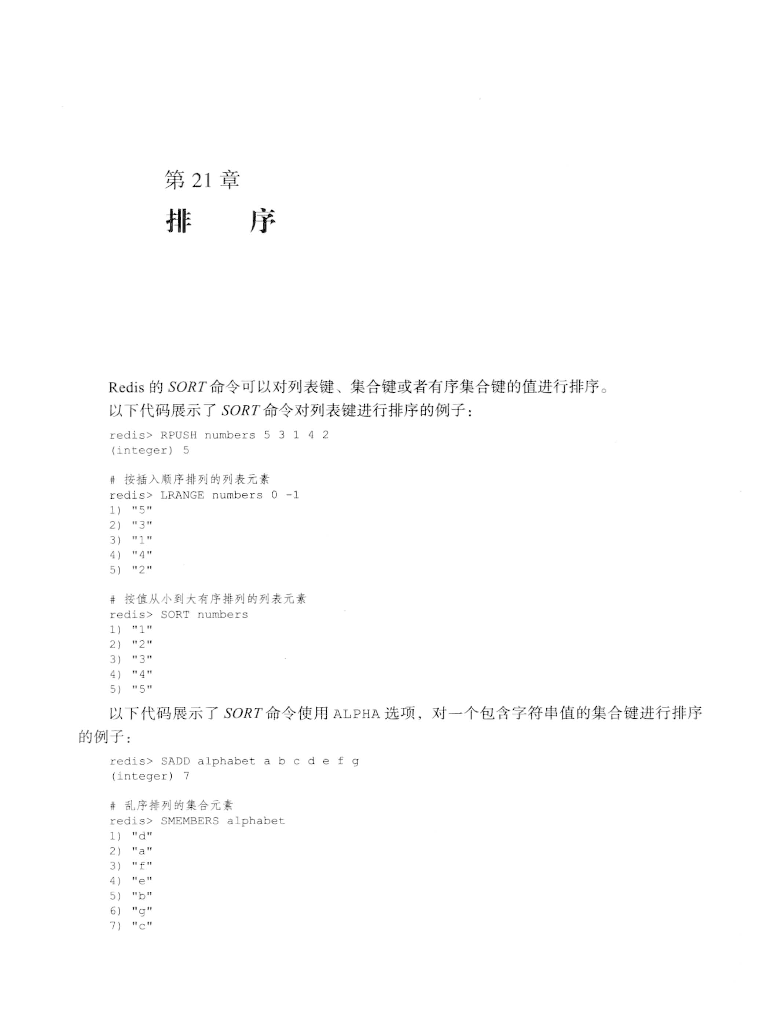 第 21 章
排 序
Redis 的 SORT 命令可以对列表键、集合键或者有序集合键的值进行排序。
以下代码展示了 SORT 命令对列表键进行排序的例子：
redis> RPUSH numbers 5 3 1 4 2
(integer) 5
# 按插入顺序排列的列表元素
redis> LRANGE numbers 0 -1
1) "5"
2) "3"
3) "1"
4) "4"
5) "2"
# 按值从小到大有序排列的列表元素
redis> SORT numbers
1) "1"
2) "2"
3) "3"
4) "4"
5) "5"
以下代码展示了 SORT 命令使用 ALPHA 选项，对一个包含字符串值的集合键进行排序
的例子：
redis> SADD alphabet a b c d e f g
(integer) 7
# 乱序排列的集合元素
redis> SMEMBERS alphabet
1) "d"
2) "a"
3) "f"
4) "e"
5) "b"
6) "g"
7) "c"